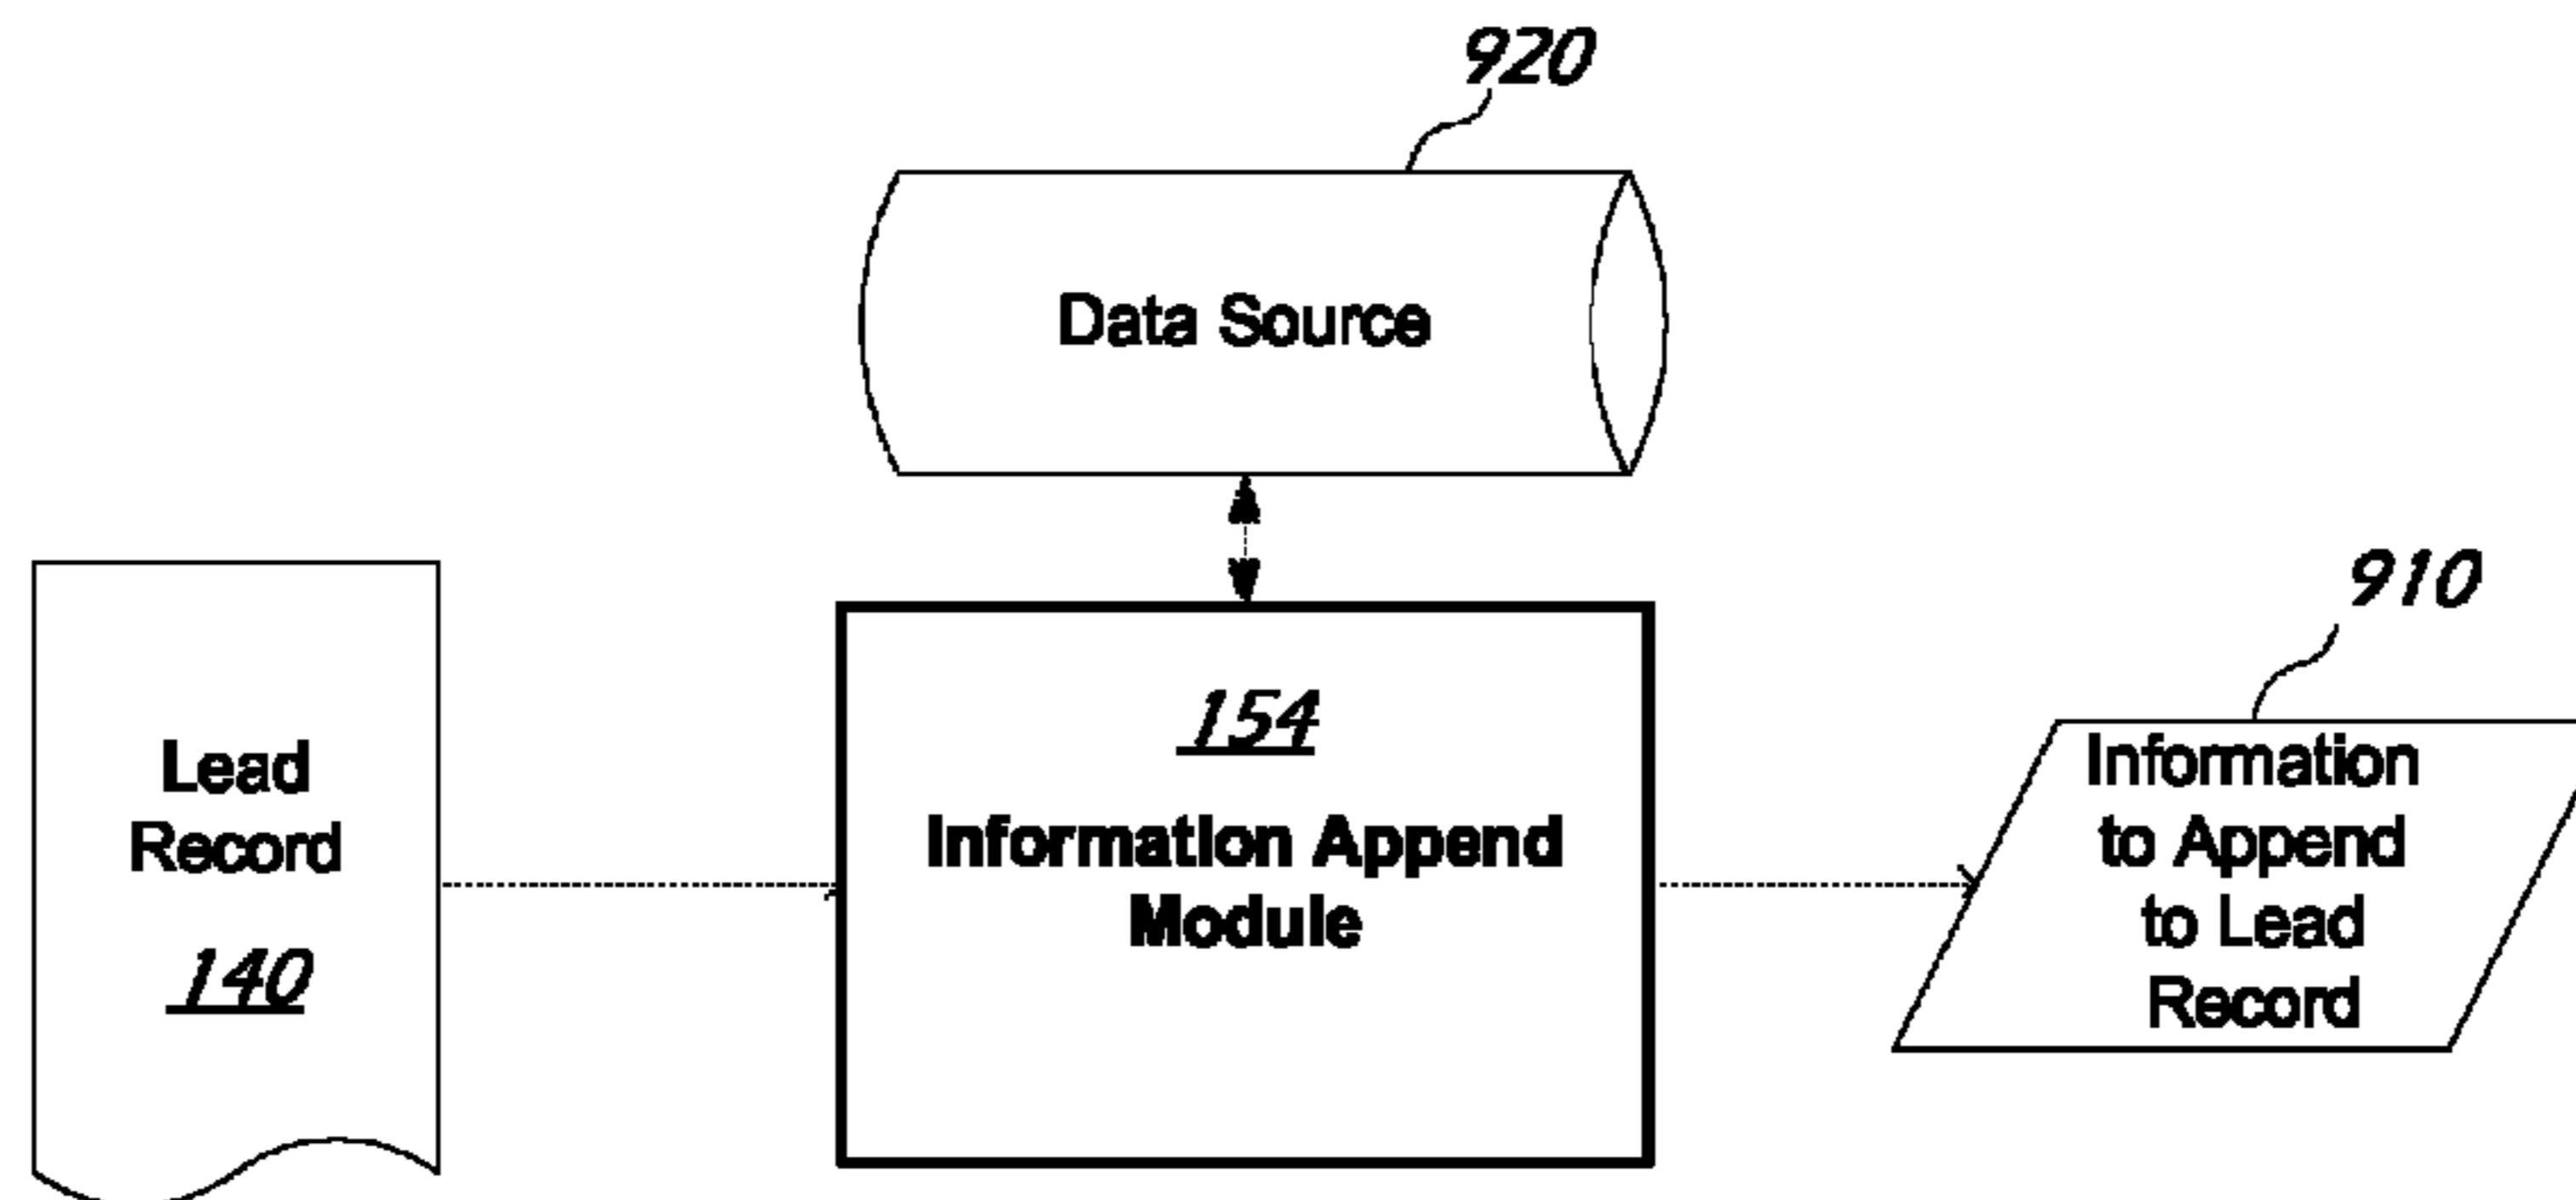 920
Data Source
910
Lead
Record
140
154
Information Append
Module
Information
to Append
to Lead
Record